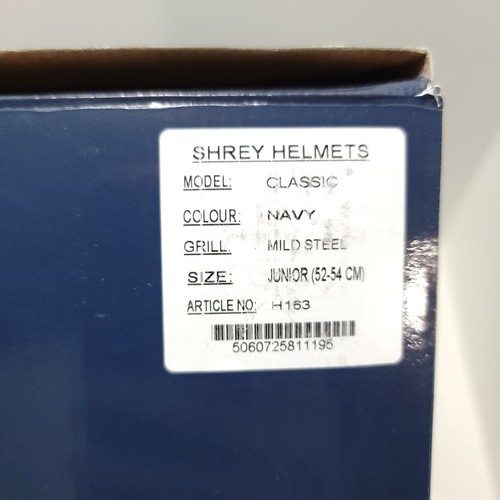 SHREY HELMETS
MODEL: CLASSIC
COLOUR: NAVY
GRILL: MILD STEEL
SIZE: JUNIOR (52-54 CM)
ARTICLE NO: H163
5060725811195